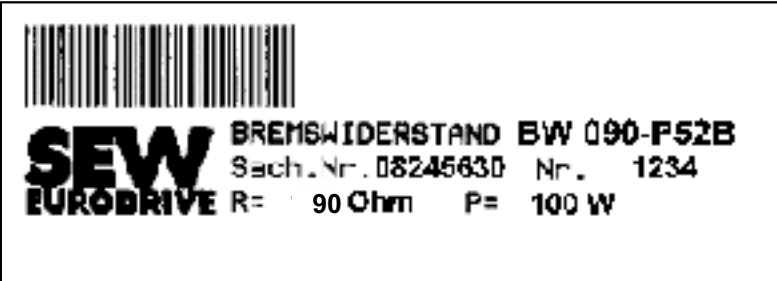 SEW
EURODRIVE
BREMSWIDERSTAND BW 090-P52B
Sach.Nr.08245630 Nr. 1234
R= 90 Ohm P= 100 W